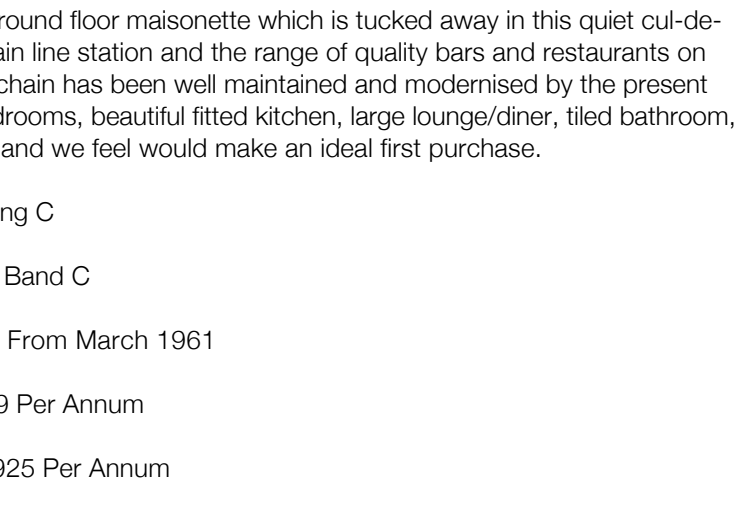 round floor maisonette which is tucked away in this quiet cul-de-
ain line station and the range of quality bars and restaurants on
chain has been well maintained and modernised by the present
drooms, beautiful fitted kitchen, large lounge/diner, tiled bathroom,
and we feel would make an ideal first purchase.
ng C
Band C
From March 1961
9 Per Annum
925 Per Annum